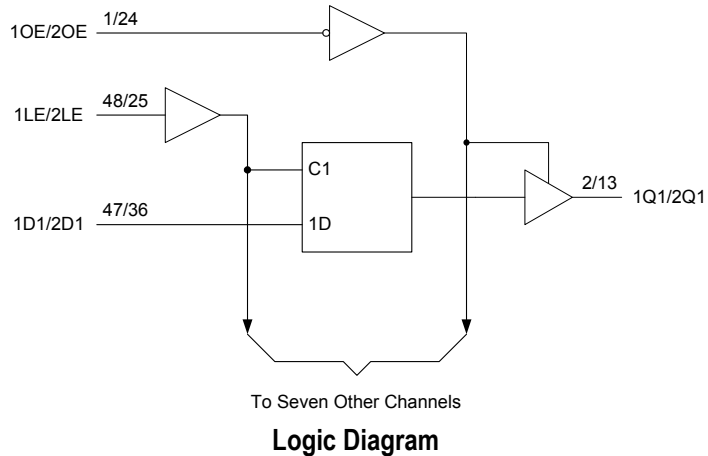 1OE/2OE 1/24
1LE/2LE 48/25
C1
2/13
1Q1/2Q1
1D1/2D1 47/36
1D
To Seven Other Channels
Logic Diagram